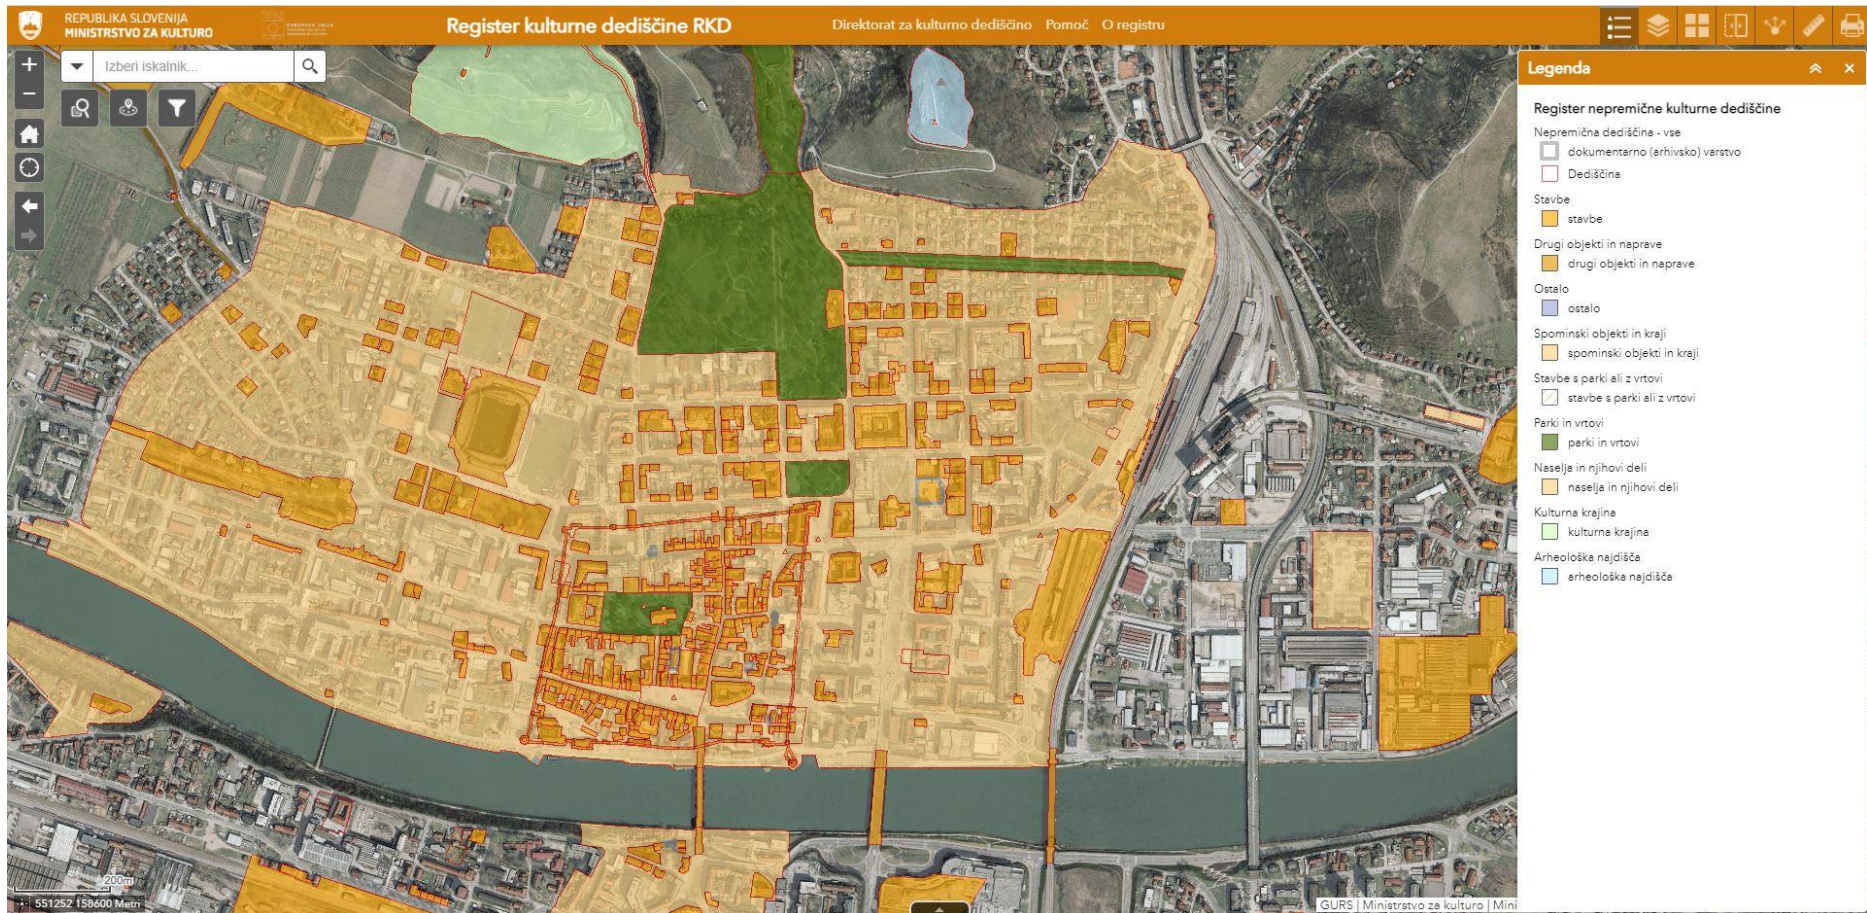 REPUBLIKA SLOVENIJA
MINISTRSTVO ZA KULTURO
Register kulturne dediščine RKD
Direktorat za kulturno dediščino Pomoč O registru
Izberi iskalnik...
Legenda
Register nepremične kulturne dediščine
Nepremična dediščina - vse
dokumentarno (arhivsko) varstvo
Dediščina
Stavbe
stavbe
Drugi objekti in naprave
drugi objekti in naprave
Ostalo
ostalo
Spominski objekti in kraji
spominski objekti in kraji
Stavbe s parki ali z vrtovi
stavbe s parki ali z vrtovi
Parki in vrtovi
parki in vrtovi
Naselja in njihovi deli
naselja in njihovi deli
Kulturna krajina
kulturna krajina
Arheološka najdišča
arheološka najdišča
200m
551252 158600 Metri
GURS | Ministrstvo za kulturo | Mini